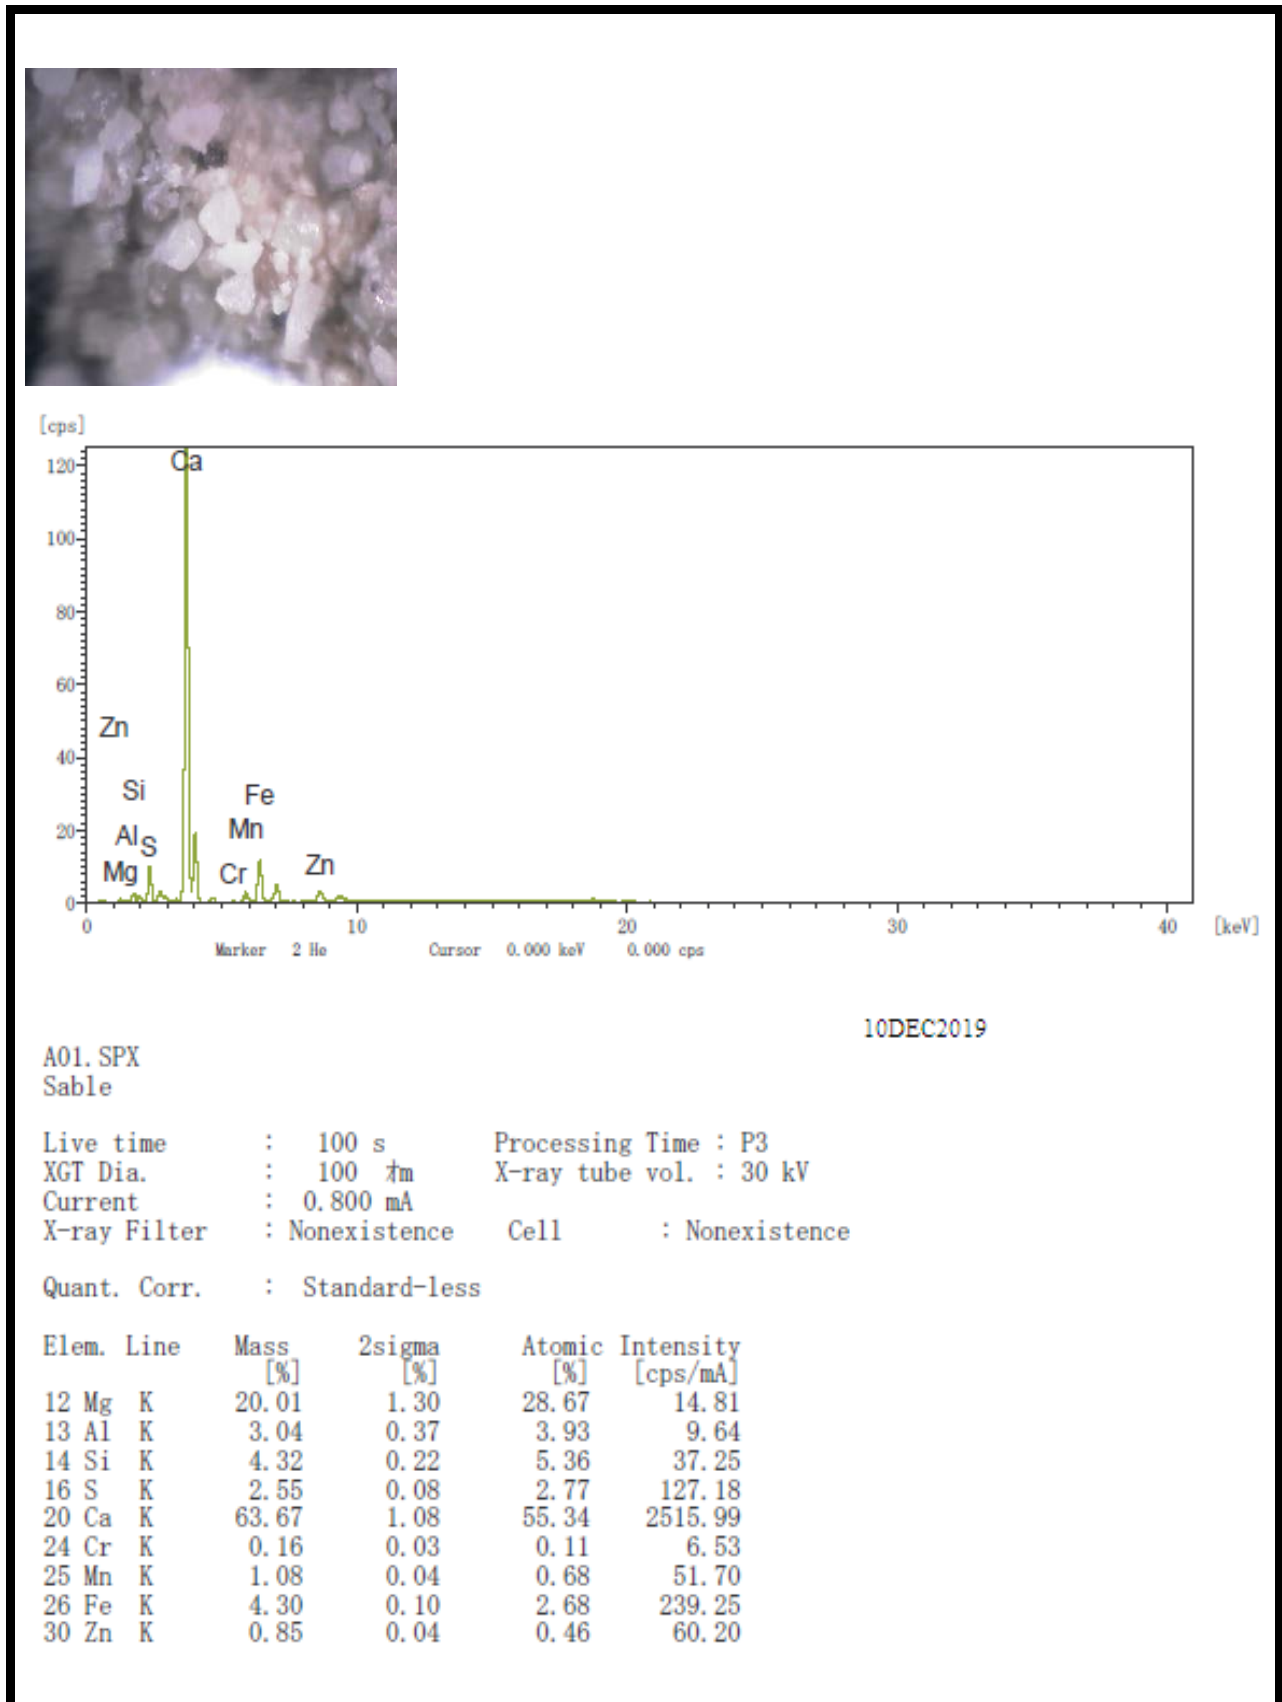 [cps]
120
Ca
100
80
60
Zn
40
Si
Fe
20
Al
S
Mn
Mg
Cr
Zn
0
0 10 20 30 40 [keV]
Marker 2 He Cursor 0.000 keV 0.000 cps
10DEC2019
A01.SPX
Sable
Live time : 100 s Processing Time : P3
XGT Dia. : 100 オm X-ray tube vol. : 30 kV
Current : 0.800 mA
X-ray Filter : Nonexistence Cell : Nonexistence
Quant. Corr. : Standard-less
Elem. Line Mass 2sigma Atomic Intensity
[%] [%] [%] [cps/mA]
12 Mg K 20.01 1.30 28.67 14.81
13 Al K 3.04 0.37 3.93 9.64
14 Si K 4.32 0.22 5.36 37.25
16 S K 2.55 0.08 2.77 127.18
20 Ca K 63.67 1.08 55.34 2515.99
24 Cr K 0.16 0.03 0.11 6.53
25 Mn K 1.08 0.04 0.68 51.70
26 Fe K 4.30 0.10 2.68 239.25
30 Zn K 0.85 0.04 0.46 60.20